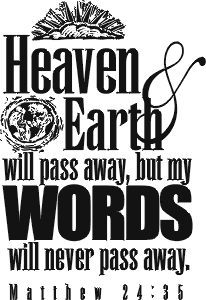 Heaven &
Earth
will pass away, but my
WORDS
will never pass away.
Matthew 24:35